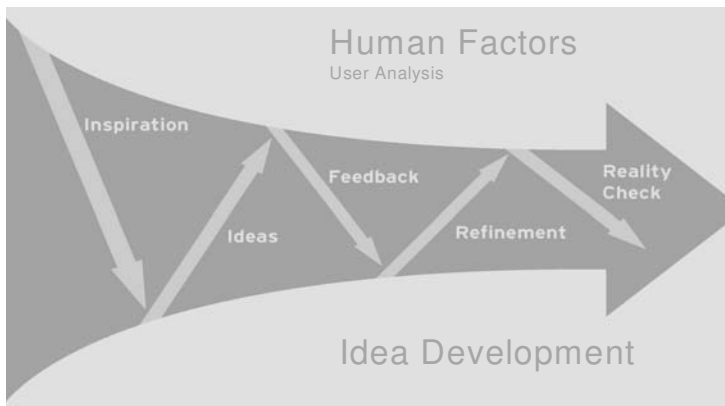 Human Factors
User Analysis
Inspiration
Ideas
Feedback
Refinement
Reality
Check
Idea Development